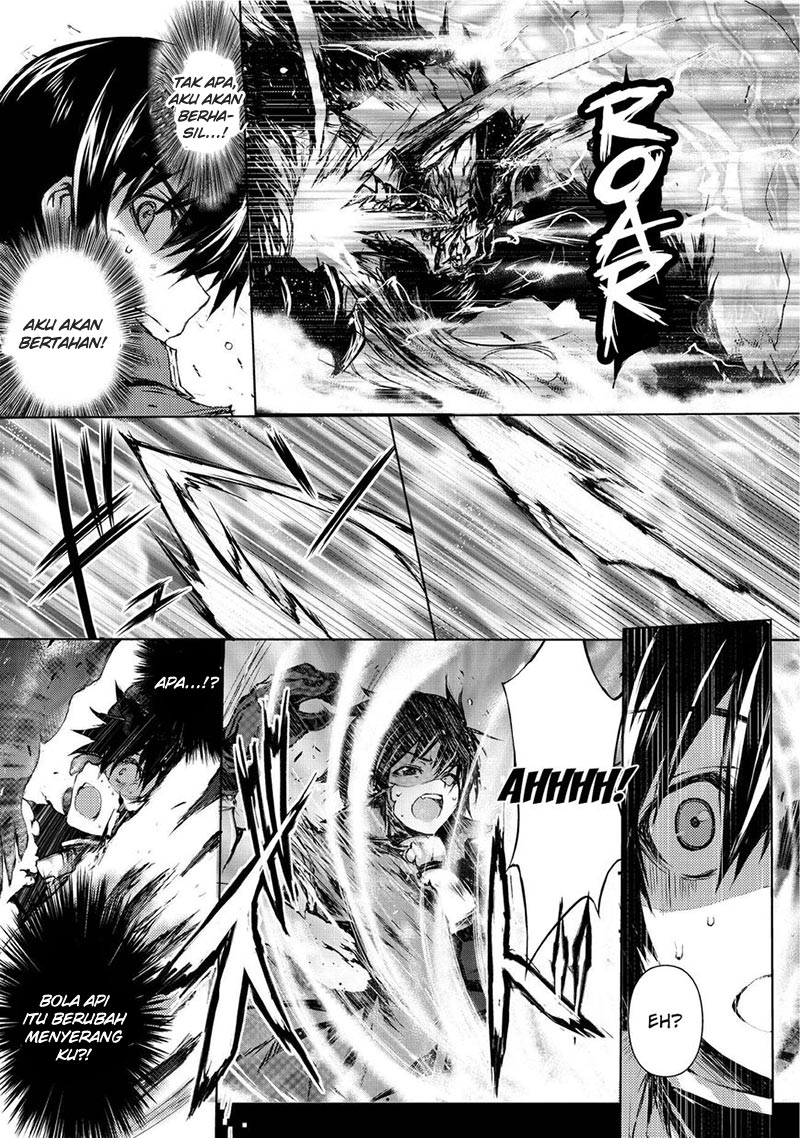 TAK APA,
AKU AKAN
BERHA-
SIL...!
ROAR
AKU AKAN
BERTAHAN!
APA...!?
AHHHH!
BOLA API
ITU BERUBAH
MENYERANG
KU?!
EH?